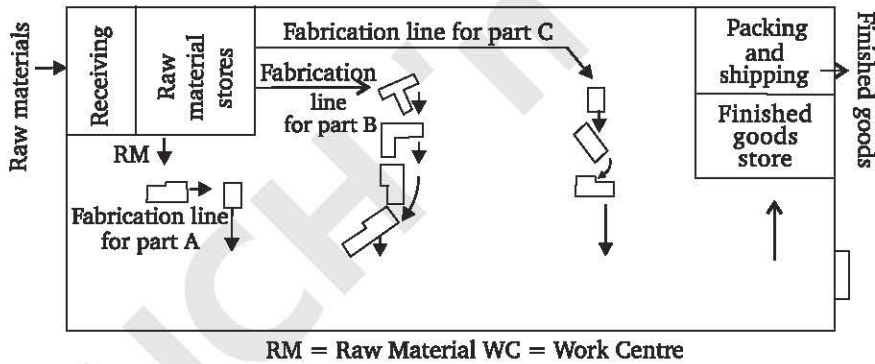 Raw materials
Receiving
Raw
material
stores
Fabrication line for part C
Fabrication
line
for part B
RM
Fabrication line
for part A
Packing
and
shipping
Finished
goods
store
Finished goods
RM = Raw Material WC = Work Centre